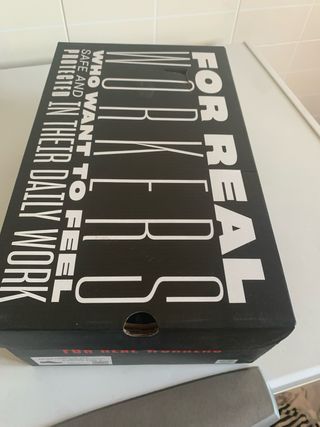 FOR REAL
WORKERS
WHO WANT TO FEEL
SAFE AND
PROTECTED IN THEIR DAILY WORK
FOR REAL WORKERS